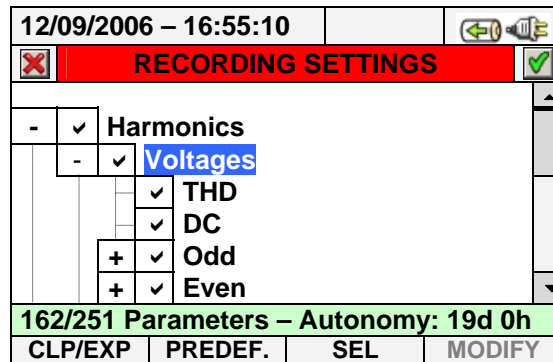 12/09/2006 – 16:55:10
RECORDING SETTINGS
- Harmonics
- Voltages
THD
DC
+ Odd
+ Even
162/251 Parameters – Autonomy: 19d 0h
CLP/EXP PREDEF. SEL MODIFY